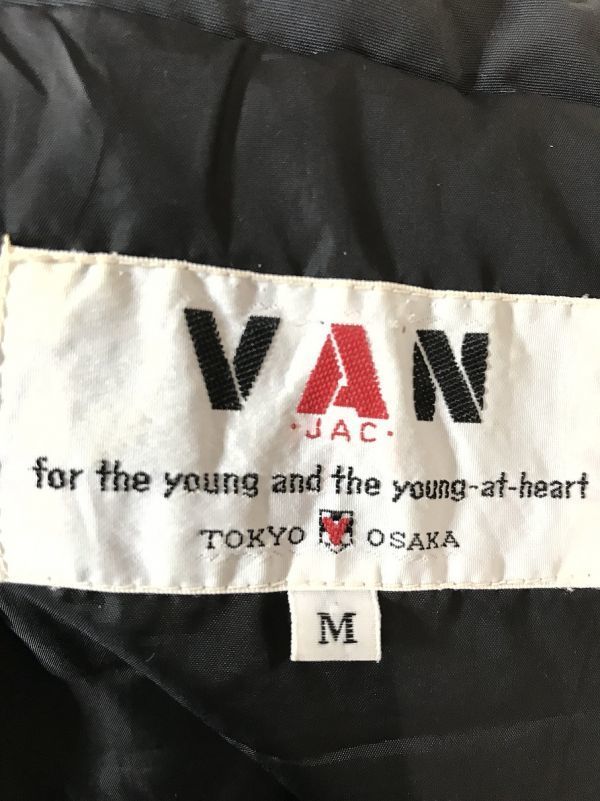 VAN
·JAC·
for the young and the young-at-heart
TOKYO V OSAKA
M